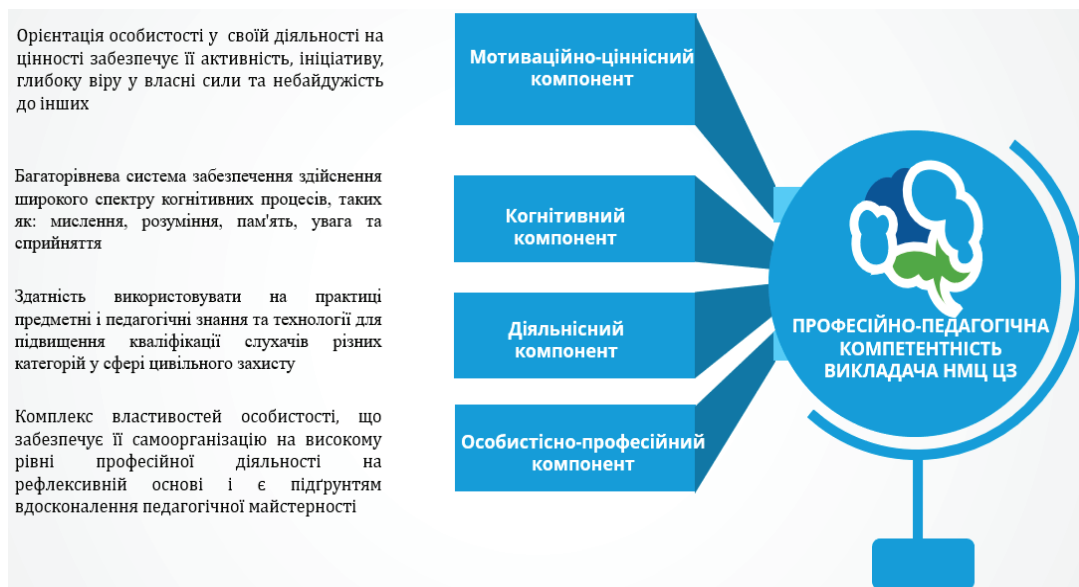 Орієнтація особистості у своїй діяльності на
цінності забезпечує її активність, ініціативу,
глибоку віру у власні сили та небайдужість
до інших
Мотиваційно-ціннісний
компонент
Багаторівнева система забезпечення здійснення
широкого спектру когнітивних процесів, таких
як: мислення, розуміння, пам'ять, увага та
сприйняття
Когнітивний
компонент
Здатність використовувати на практиці
предметні і педагогічні знання та технології для
підвищення кваліфікації слухачів різних
категорій у сфері цивільного захисту
Діяльнісний
компонент
Комплекс властивостей особистості, що
забезпечує її самоорганізацію на високому
рівні професійної діяльності на
рефлексивній основі і є підґрунтям
вдосконалення педагогічної майстерності
Особистісно-професійний
компонент
ПРОФЕСІЙНО-ПЕДАГОГІЧНА
КОМПЕТЕНТНІСТЬ
ВИКЛАДАЧА НМЦ ЦЗ